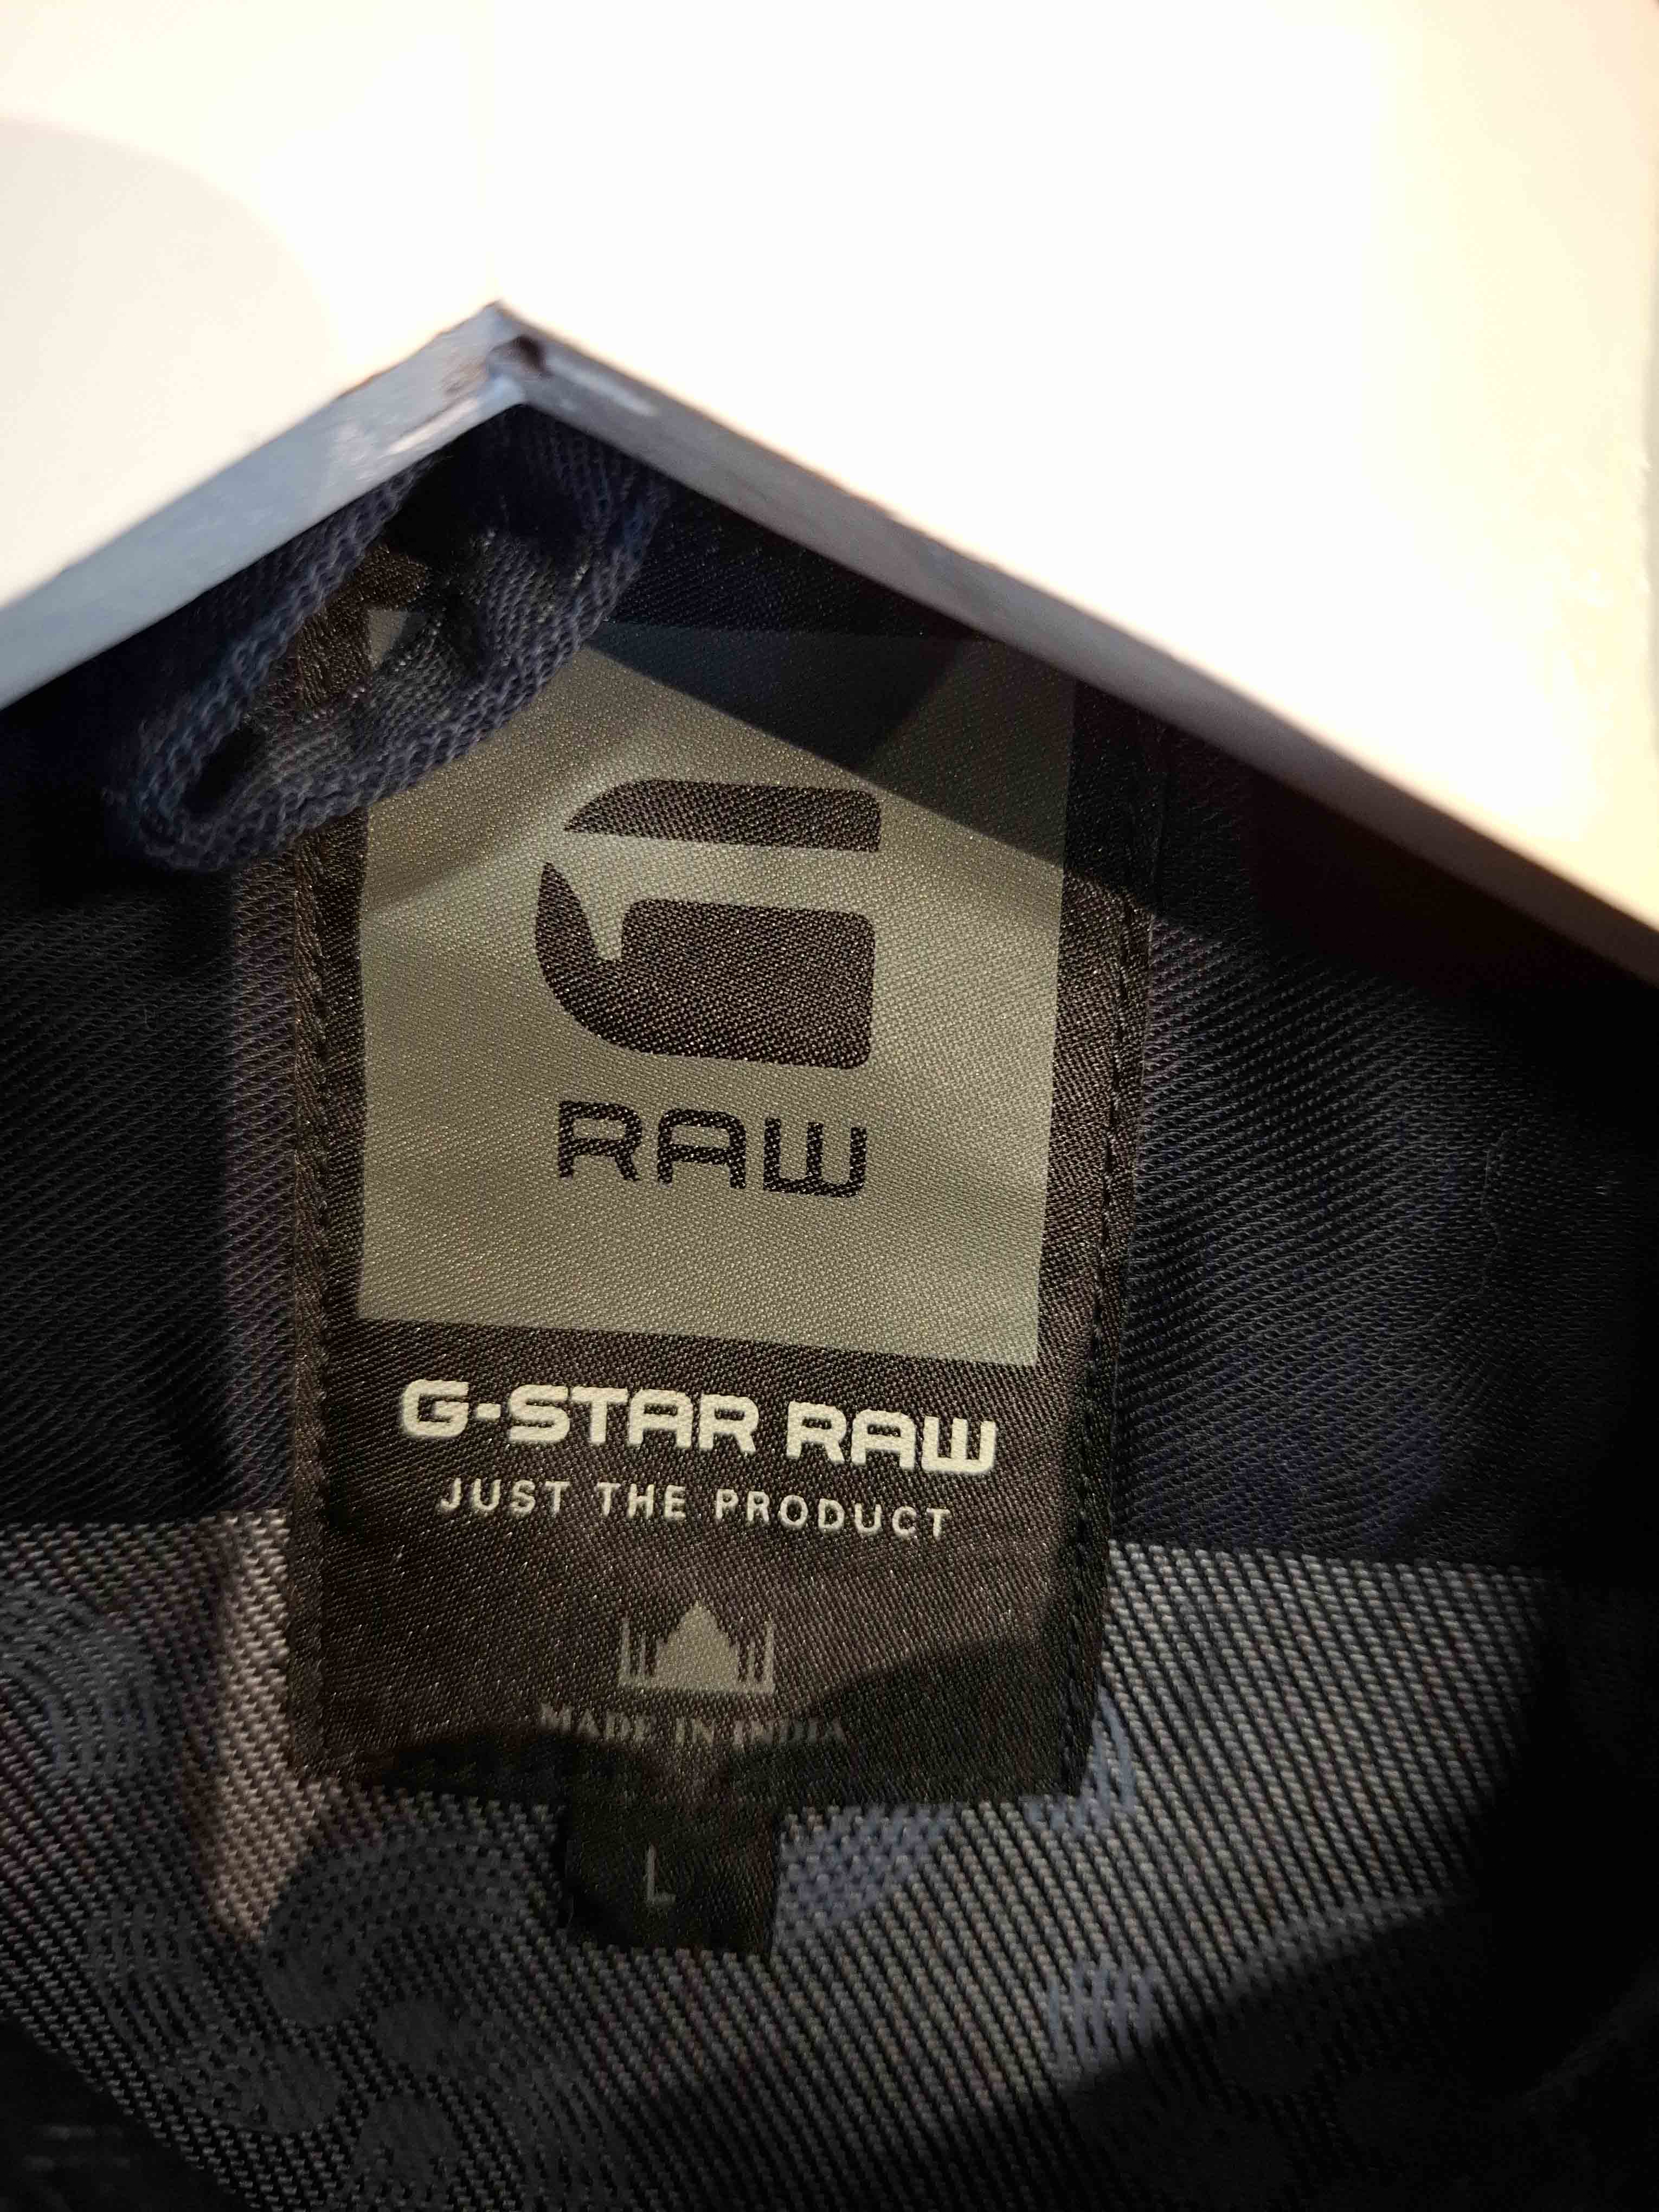 G
RAW
G-STAR RAW
JUST THE PRODUCT
MADE IN INDIA
L